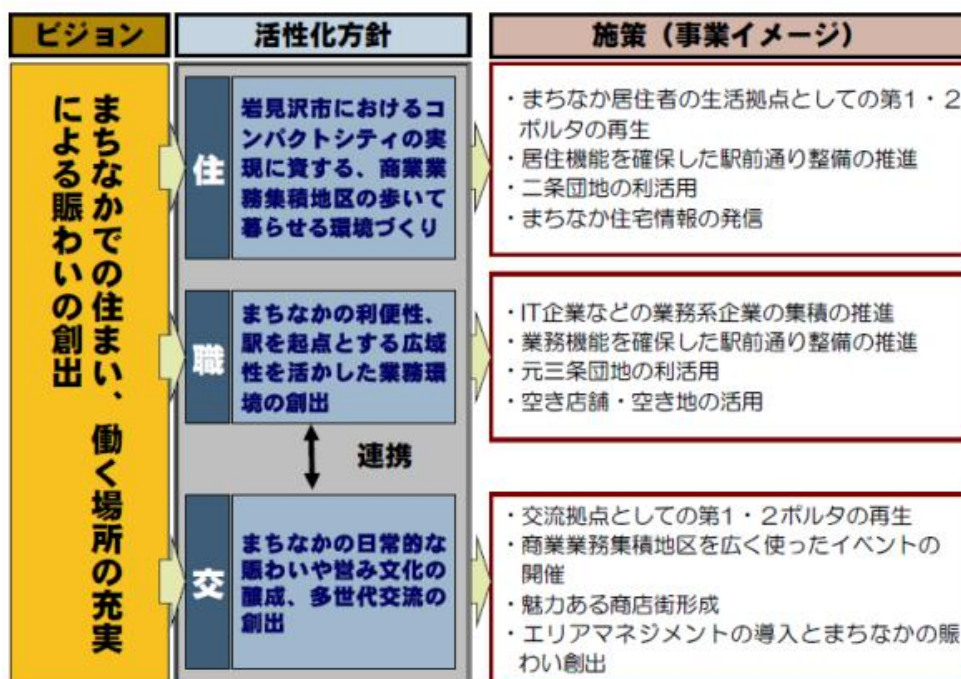 ビジョン
活性化方針
施策（事業イメージ）
まちなかでの住まい、働く場所の充実
による賑わいの創出
住
岩見沢市におけるコ
ンパクトシティの実
現に資する、商業業
務集積地区の歩いて
暮らせる環境づくり
・まちなか居住者の生活拠点としての第1・2
ポルタの再生
・居住機能を確保した駅前通り整備の推進
・二条団地の利活用
・まちなか住宅情報の発信
職
まちなかの利便性、
駅を起点とする広域
性を活かした業務環
境の創出
・IT企業などの業務系企業の集積の推進
・業務機能を確保した駅前通り整備の推進
・元三条団地の利活用
・空き店舗・空き地の活用
連携
交
まちなかの日常的な
賑わいや営み文化の
醸成、多世代交流の
創出
・交流拠点としての第1・2ポルタの再生
・商業業務集積地区を広く使ったイベントの
開催
・魅力ある商店街形成
・エリアマネジメントの導入とまちなかの賑
わい創出